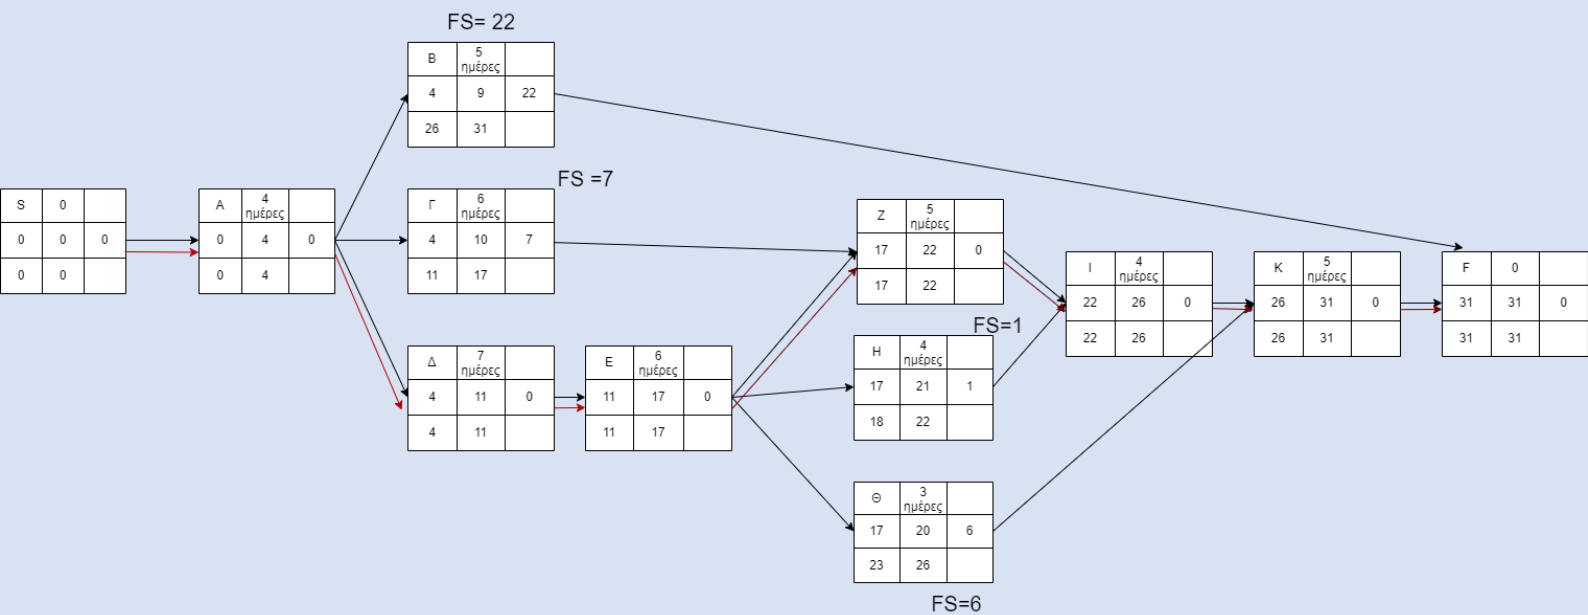 FS= 22
B 5 ημέρες
4 9 22
26 31
FS =7
S 0
0 0 0
0 0
A 4 ημέρες
0 4 0
0 4
Γ 6 ημέρες
4 10 7
11 17
Z 5 ημέρες
17 22 0
17 22
I 4 ημέρες
22 26 0
22 26
K 5 ημέρες
26 31 0
26 31
F 0
31 31 0
31 31
Δ 7 ημέρες
4 11 0
4 11
E 6 ημέρες
11 17 0
11 17
FS=1
H 4 ημέρες
17 21 1
18 22
Θ 3 ημέρες
17 20 6
23 26
FS=6